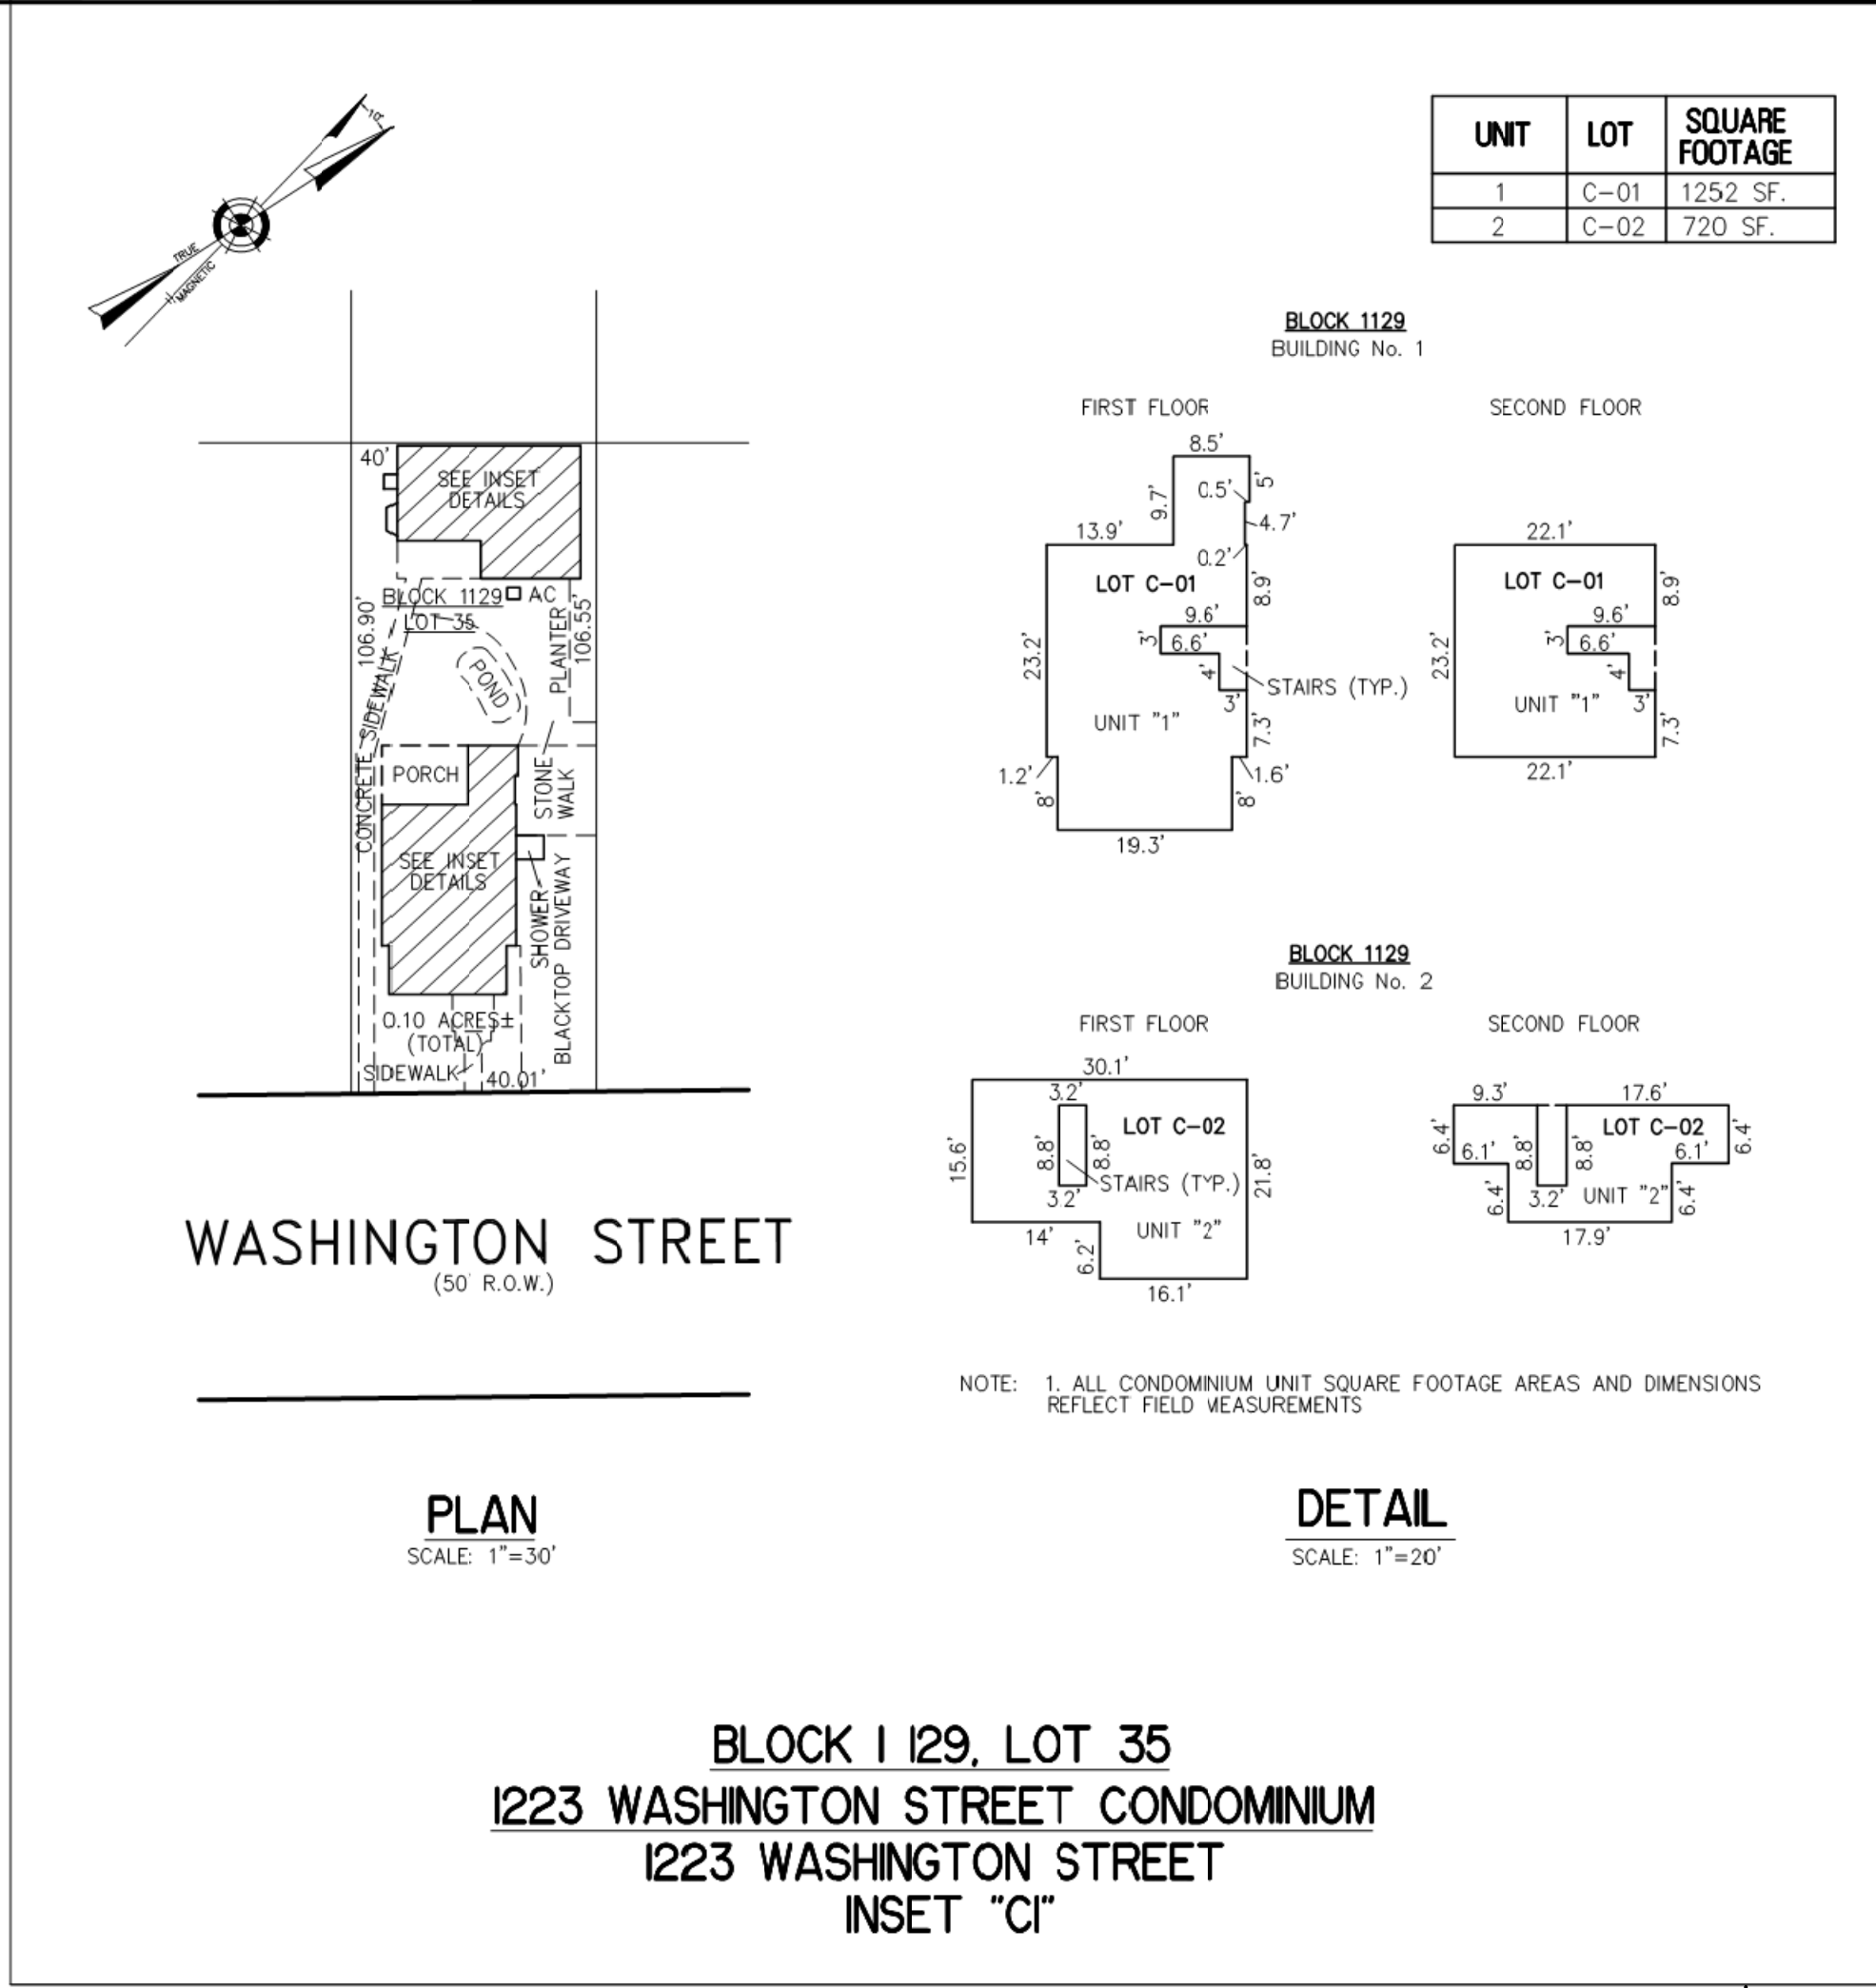 UNIT LOT SQUARE FOOTAGE
1 C-01 1252 SF.
2 C-02 720 SF.
10°
TRUE
MAGNETIC
40'
SEE INSET
DETAILS
BLOCK 1129
AC
LOT 35
106.90'
106.55'
PLANTER
CONCRETE SIDEWALK
POND
PORCH
STONE
WALK
SEE INSET
DETAILS
SHOWER
BLACKTOP DRIVEWAY
0.10 ACRES±
(TOTAL)
SIDEWALK
40.01'
WASHINGTON STREET
(50' R.O.W.)
PLAN
SCALE: 1"=30'
BLOCK 1129
BUILDING No. 1
FIRST FLOOR
8.5'
5'
0.5'
9.7'
4.7'
13.9'
0.2'
LOT C-01
8.9'
9.6'
3'
6.6'
23.2'
4'
STAIRS (TYP.)
3'
UNIT "1"
7.3'
1.2'
1.6'
8'
8'
19.3'
SECOND FLOOR
22.1'
LOT C-01
8.9'
9.6'
3'
6.6'
23.2'
4'
3'
UNIT "1"
7.3'
22.1'
BLOCK 1129
BUILDING No. 2
FIRST FLOOR
30.1'
3.2'
LOT C-02
15.6'
8.8'
8.8'
21.8'
STAIRS (TYP.)
3.2'
14'
UNIT "2"
6.2'
16.1'
SECOND FLOOR
9.3'
17.6'
LOT C-02
6.4'
6.1'
8.8'
8.8'
6.1'
6.4'
6.4'
3.2'
UNIT "2"
6.4'
17.9'
NOTE: 1. ALL CONDOMINIUM UNIT SQUARE FOOTAGE AREAS AND DIMENSIONS
REFLECT FIELD MEASUREMENTS
DETAIL
SCALE: 1"=20'
BLOCK 1129, LOT 35
1223 WASHINGTON STREET CONDOMINIUM
1223 WASHINGTON STREET
INSET "C1"